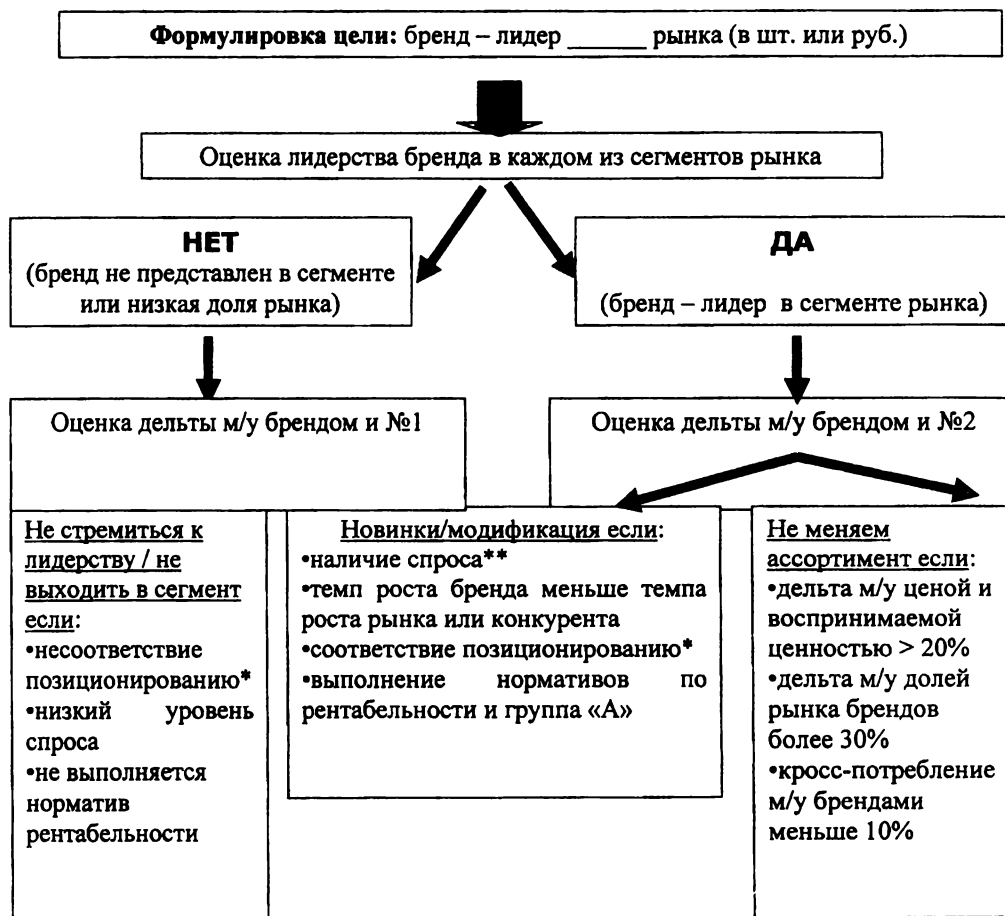 Формулировка цели: бренд – лидер ______ рынка (в шт. или руб.)
Оценка лидерства бренда в каждом из сегментов рынка
НЕТ
(бренд не представлен в сегменте
или низкая доля рынка)
ДА
(бренд – лидер в сегменте рынка)
Оценка дельты м/у брендом и №1
Оценка дельты м/у брендом и №2
Не стремиться к
лидерству / не
выходить в сегмент
если:
•несоответствие
позиционированию*
•низкий уровень
спроса
•не выполняется
норматив
рентабельности
Новинки/модификация если:
•наличие спроса**
•темп роста бренда меньше темпа
роста рынка или конкурента
•соответствие позиционированию*
•выполнение нормативов по
рентабельности и группа «А»
Не меняем
ассортимент если:
•дельта м/у ценой и
воспринимаемой
ценностью > 20%
•дельта м/у долей
рынка брендов
более 30%
•кросс-потребление
м/у брендами
меньше 10%